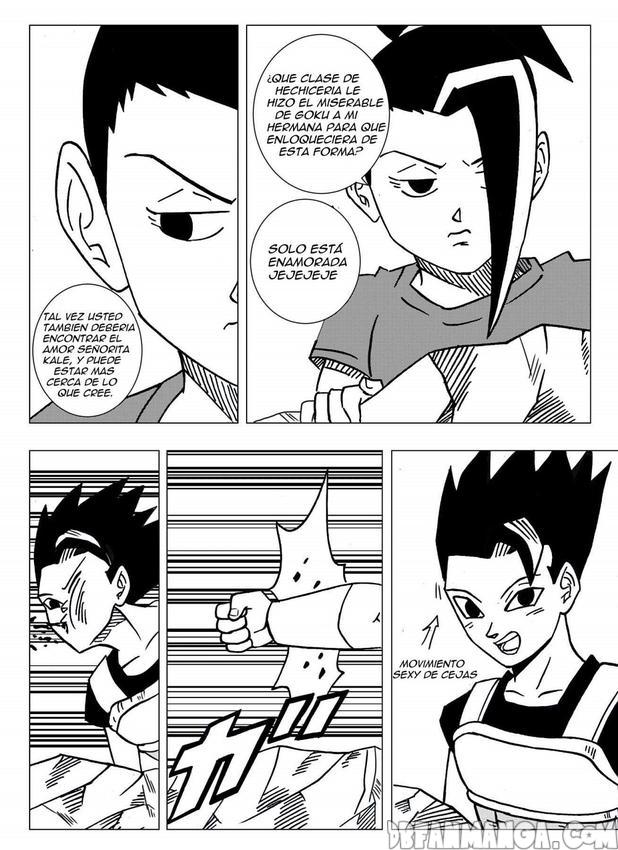 ¿QUE CLASE DE
HECHICERIA LE
HIZO EL MISERABLE
DE GOKU A MI
HERMANA PARA QUE
ENLOQUECIERA DE
ESTA FORMA?
SOLO ESTÁ
ENAMORADA
JEJEJEJE
TAL VEZ USTED
TAMBIEN DEBERIA
ENCONTRAR EL
AMOR SEÑORITA
KALE, Y PUEDE
ESTAR MAS
CERCA DE LO
QUE CREE.
MOVIMIENTO
SEXY DE CEJAS
DBFANMANGA.COM